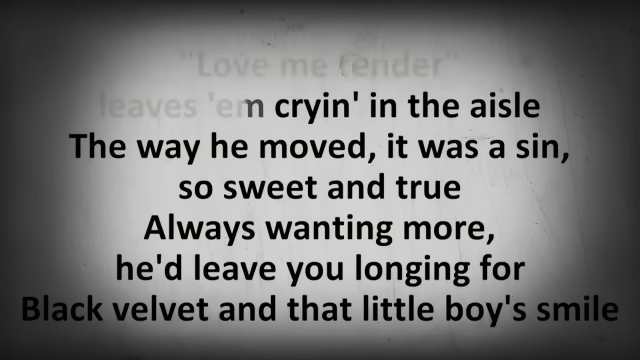 "Love me tender"
leaves 'em cryin' in the aisle
The way he moved, it was a sin,
so sweet and true
Always wanting more,
he'd leave you longing for
Black velvet and that little boy's smile